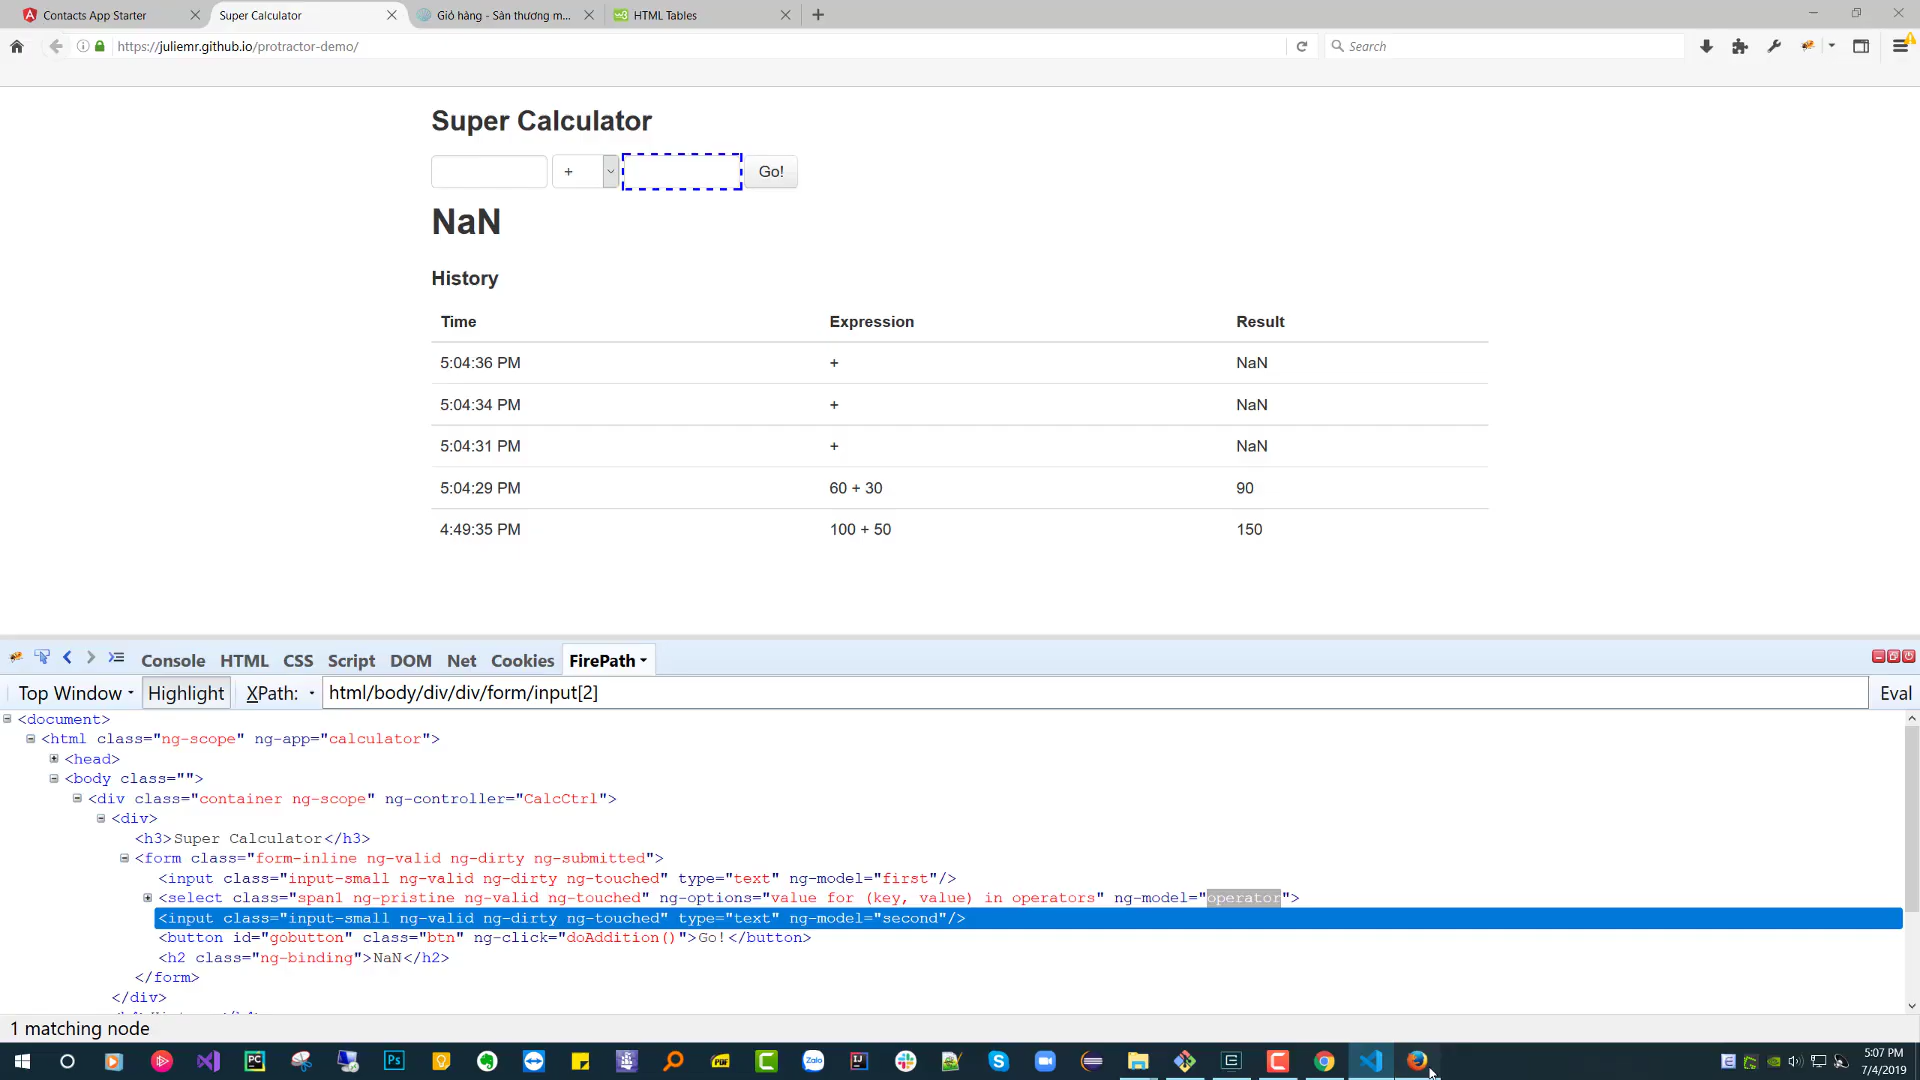 Contacts App Starter
Super Calculator
Giỏ hàng - Sàn thương m...
HTML Tables
https://juliemr.github.io/protractor-demo/
Search
Super Calculator
+
Go!
NaN
History
Time Expression Result
5:04:36 PM + NaN
5:04:34 PM + NaN
5:04:31 PM + NaN
5:04:29 PM 60 + 30 90
4:49:35 PM 100 + 50 150
Console HTML CSS Script DOM Net Cookies FirePath
Top Window Highlight XPath: html/body/div/div/form/input[2] Eval
<document>
<html class="ng-scope" ng-app="calculator">
<head>
<body class="">
<div class="container ng-scope" ng-controller="CalcCtrl">
<div>
<h3>Super Calculator</h3>
<form class="form-inline ng-valid ng-dirty ng-submitted">
<input class="input-small ng-valid ng-dirty ng-touched" type="text" ng-model="first"/>
<select class="span1 ng-pristine ng-valid ng-touched" ng-options="value for (key, value) in operators" ng-model="operator">
<input class="input-small ng-valid ng-dirty ng-touched" type="text" ng-model="second"/>
<button id="gobutton" class="btn" ng-click="doAddition()">Go!</button>
<h2 class="ng-binding">NaN</h2>
</form>
</div>
1 matching node
5:07 PM
7/4/2019